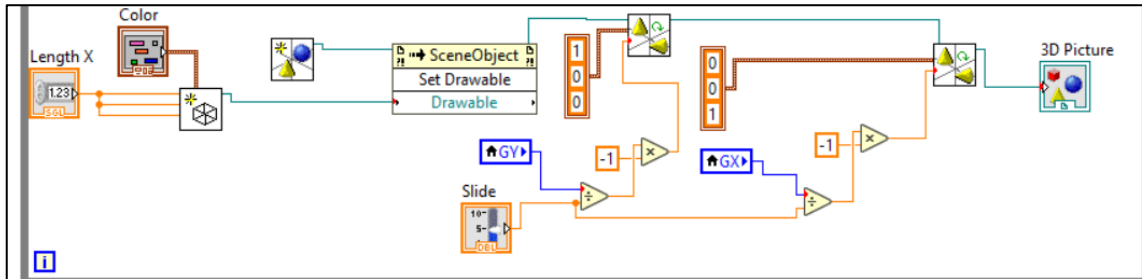 Color
Length X
1.23
SGL
SceneObject
Set Drawable
Drawable
1
0
0
0
0
1
3D Picture
GY
-1
×
÷
GX
-1
×
÷
Slide
10-
5-
DBL
i